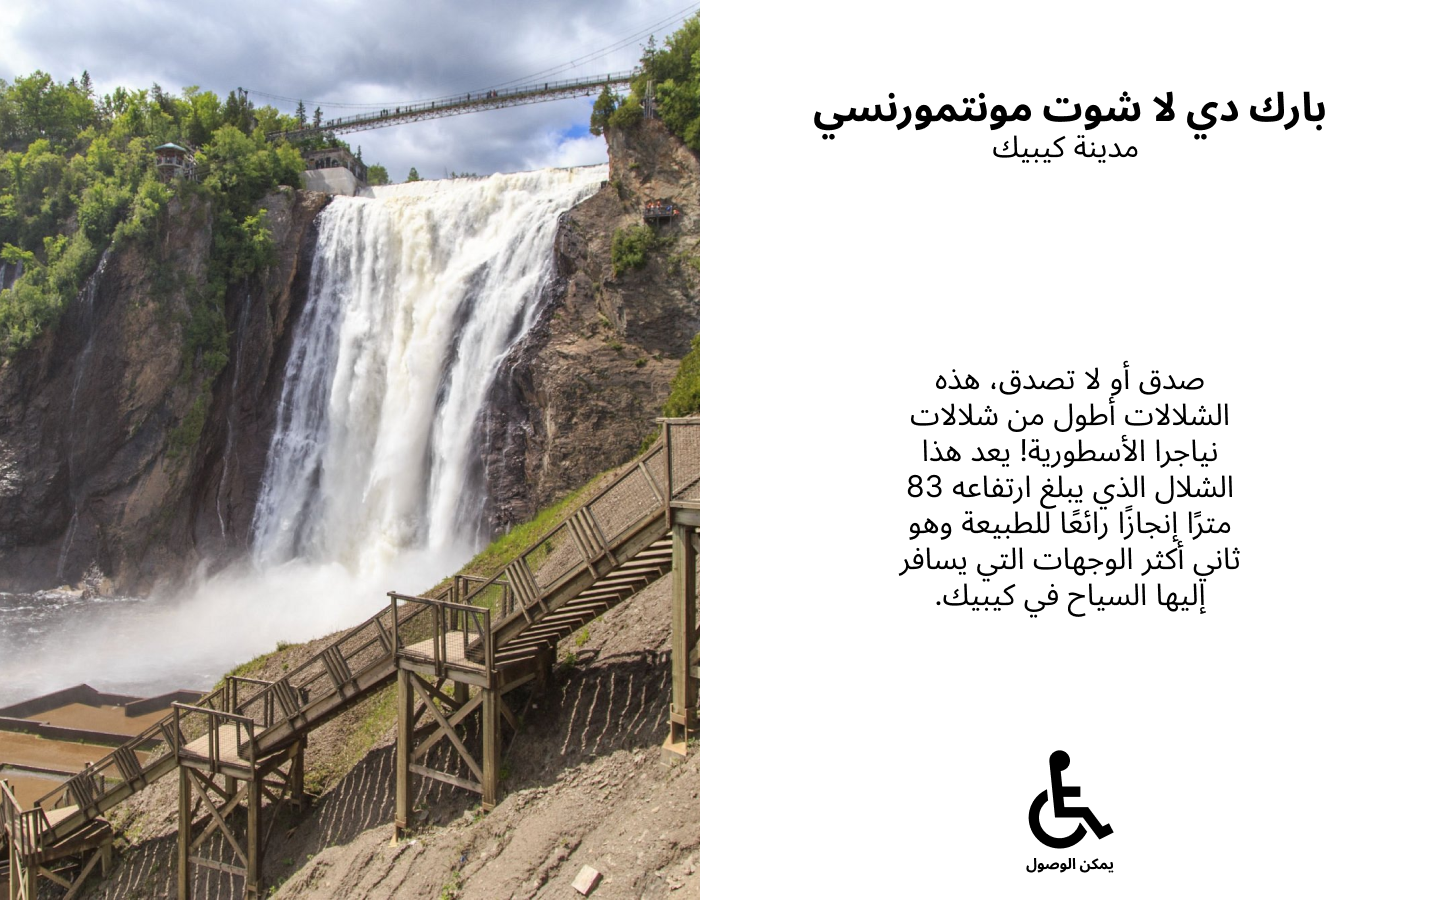 بارك دي لا شوت مونتمورنسي
مدينة كيبيك
صدق أو لا تصدق، هذه
الشلالات أطول من شلالات
نياجرا الأسطورية! يعد هذا
الشلال الذي يبلغ ارتفاعه 83
مترًا إنجازًا رائعًا للطبيعة وهو
ثاني أكثر الوجهات التي يسافر
إليها السياح في كيبيك.
يمكن الوصول